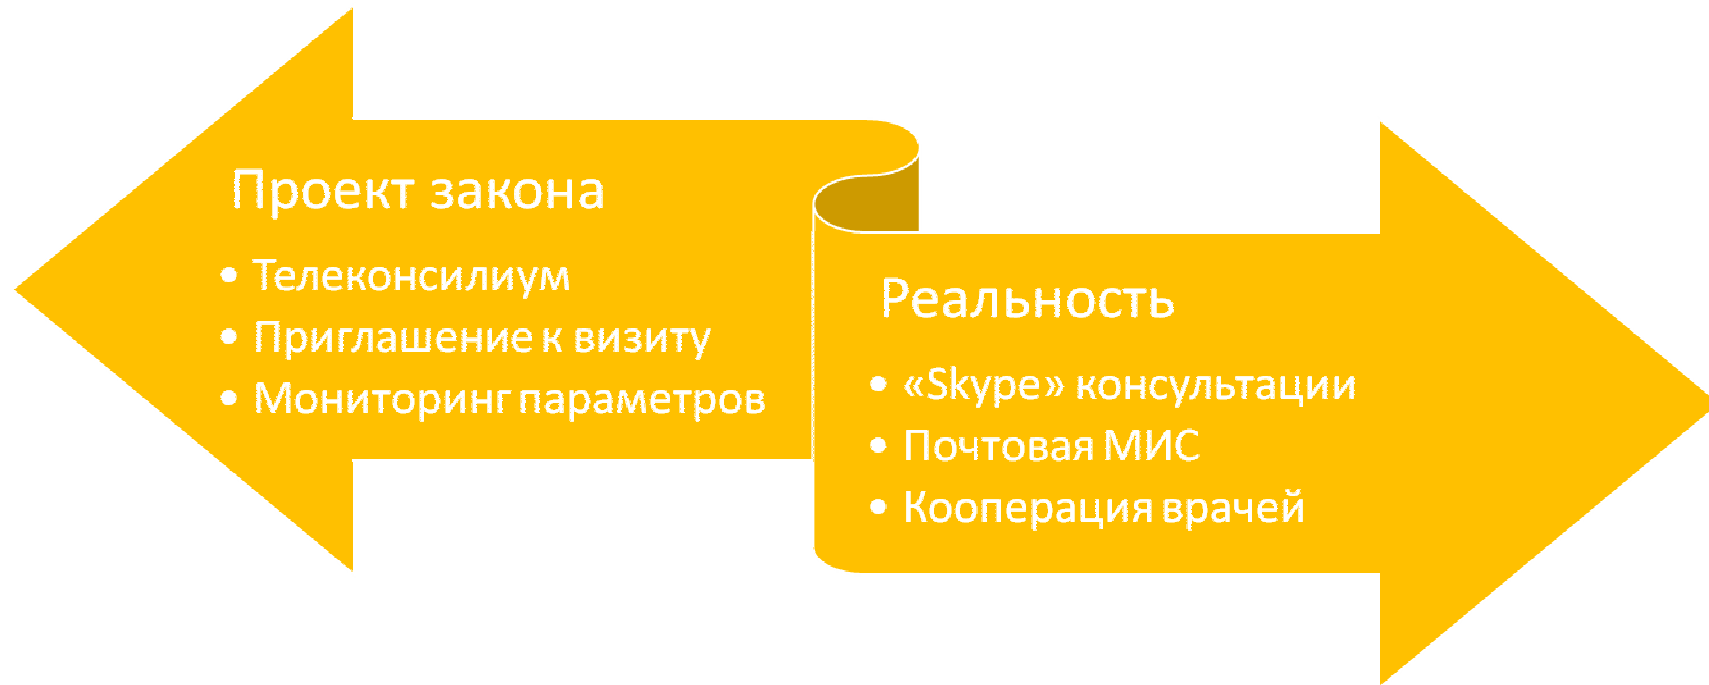 Проект закона
• Телеконсилиум
• Приглашение к визиту
• Мониторинг параметров
Реальность
• «Skype» консультации
• Почтовая МИС
• Кооперация врачей